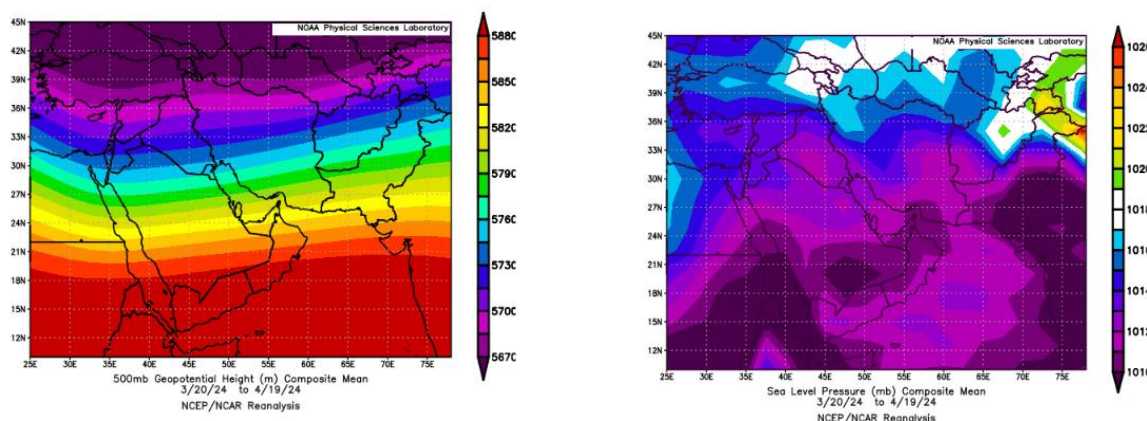 NOAA Physical Sciences Laboratory
45N
42N
39N
36N
33N
30N
27N
24N
21N
18N
15N
12N
25E 30E 35E 40E 45E 50E 55E 60E 65E 70E 75E
5880
5850
5820
5790
5760
5730
5700
5670
500mb Geopotential Height (m) Composite Mean
3/20/24 to 4/19/24
NCEP/NCAR Reanalysis
NOAA Physical Sciences Laboratory
45N
42N
39N
36N
33N
30N
27N
24N
21N
18N
15N
12N
25E 30E 35E 40E 45E 50E 55E 60E 65E 70E 75E
1026
1024
1022
1020
1018
1016
1014
1012
1010
Sea Level Pressure (mb) Composite Mean
3/20/24 to 4/19/24
NCEP/NCAR Reanalysis